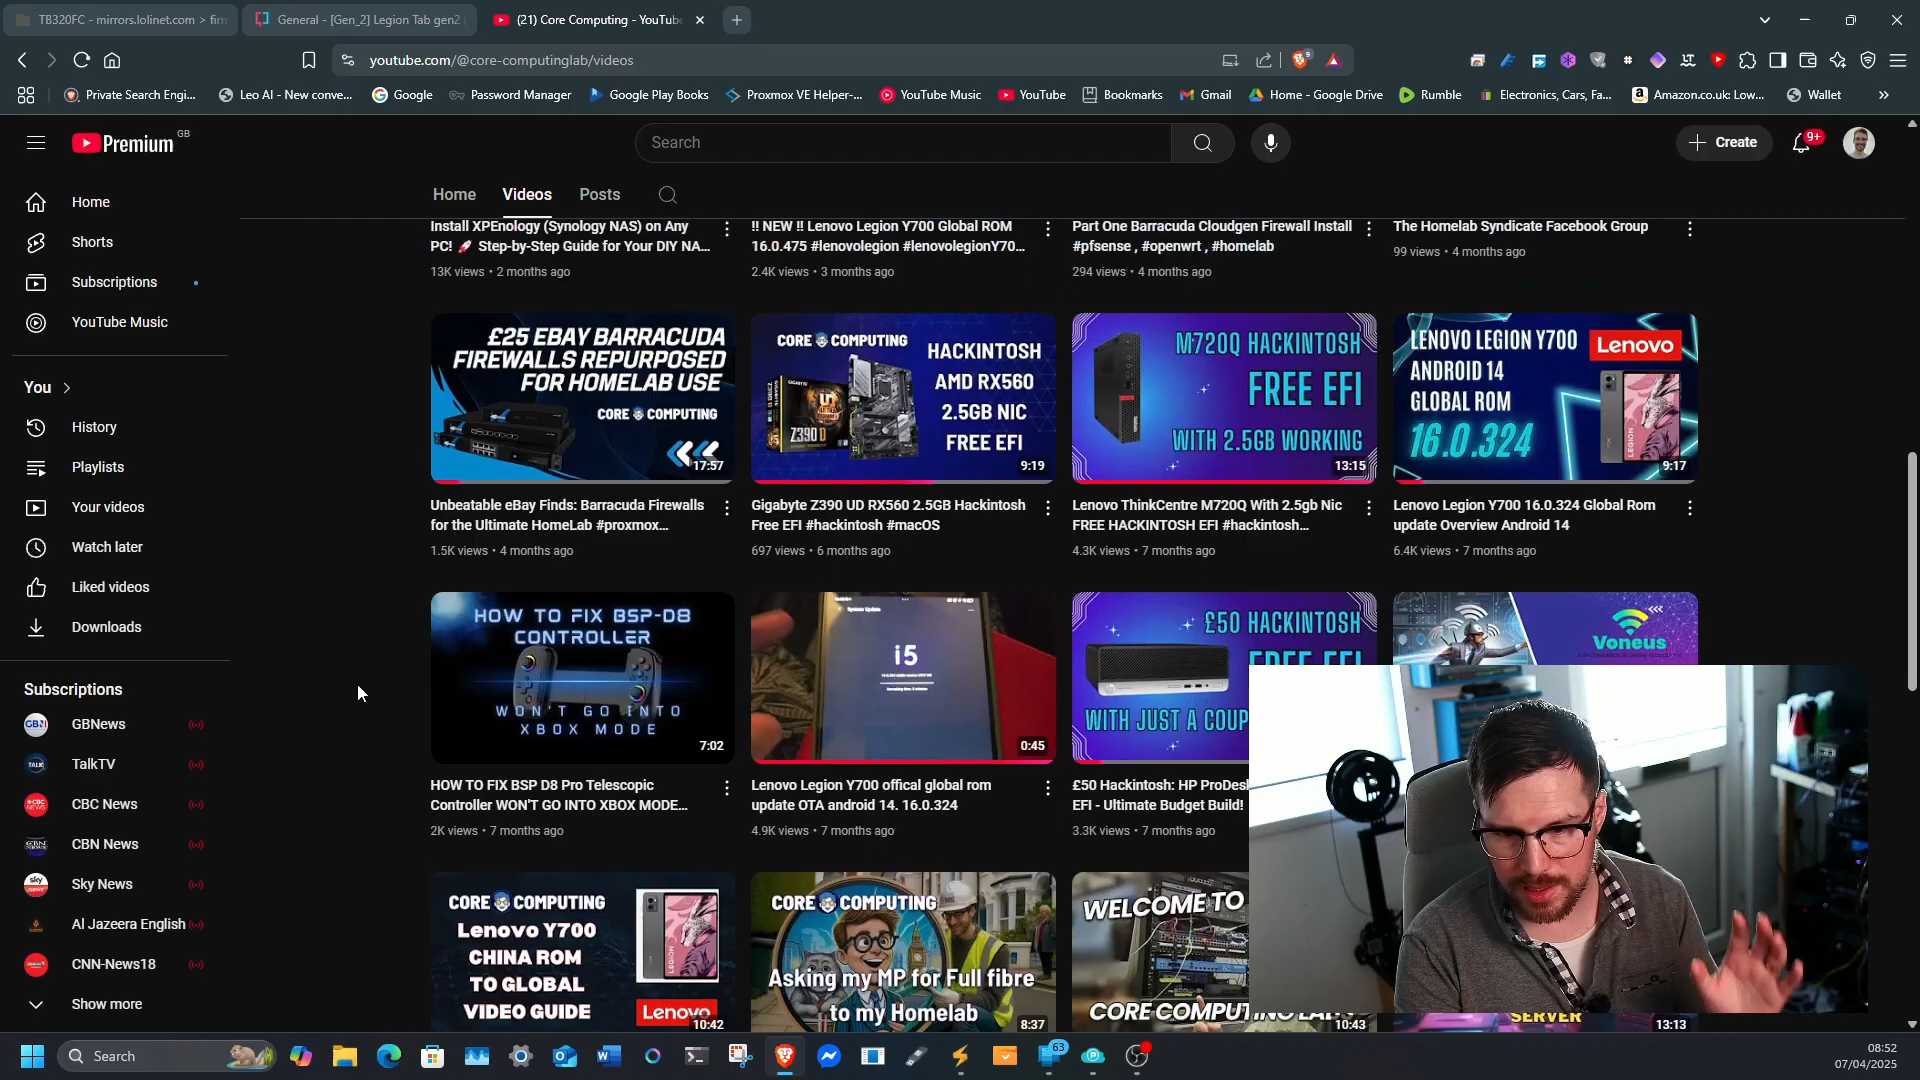 TB320FC - mirrors.lolinet.com > firm
General - [Gen_2] Legion Tab gen2
(21) Core Computing - YouTub
youtube.com/@core-computinglab/videos
Private Search Engi...
Leo AI - New conve...
Google
Password Manager
Google Play Books
Proxmox VE Helper-...
YouTube Music
YouTube
Bookmarks
Gmail
Home - Google Drive
Rumble
Electronics, Cars, Fa...
Amazon.co.uk: Low...
Wallet
Premium GB
Search
Create
9+
Home
Videos
Posts
Home
Shorts
Subscriptions
YouTube Music
You
History
Playlists
Your videos
Watch later
Liked videos
Downloads
Subscriptions
GBNews
TalkTV
CBC News
CBN News
Sky News
Al Jazeera English
CNN-News18
Show more
Install XPEnology (Synology NAS) on Any
PC! 🚀 Step-by-Step Guide for Your DIY NA...
13K views • 2 months ago
!! NEW !! Lenovo Legion Y700 Global ROM
16.0.475 #lenovolegion #lenovolegionY70...
2.4K views • 3 months ago
Part One Barracuda Cloudgen Firewall Install
#pfsense , #openwrt , #homelab
294 views • 4 months ago
The Homelab Syndicate Facebook Group
99 views • 4 months ago
£25 EBAY BARRACUDA
FIREWALLS REPURPOSED
FOR HOMELAB USE
CORE COMPUTING
17:57
Unbeatable eBay Finds: Barracuda Firewalls
for the Ultimate HomeLab #proxmox...
1.5K views • 4 months ago
CORE COMPUTING
HACKINTOSH
AMD RX560
2.5GB NIC
FREE EFI
Z390 D
9:19
Gigabyte Z390 UD RX560 2.5GB Hackintosh
Free EFI #hackintosh #macOS
697 views • 6 months ago
M720Q HACKINTOSH
FREE EFI
WITH 2.5GB WORKING
13:15
Lenovo ThinkCentre M720Q With 2.5gb Nic
FREE HACKINTOSH EFI #hackintosh...
4.3K views • 7 months ago
LENOVO LEGION Y700
ANDROID 14
GLOBAL ROM
16.0.324
Lenovo
LEGION
9:17
Lenovo Legion Y700 16.0.324 Global Rom
update Overview Android 14
6.4K views • 7 months ago
HOW TO FIX BSP-D8
CONTROLLER
WON'T GO INTO
XBOX MODE
7:02
HOW TO FIX BSP D8 Pro Telescopic
Controller WON'T GO INTO XBOX MODE...
2K views • 7 months ago
System Update
i5
0:45
Lenovo Legion Y700 offical global rom
update OTA android 14. 16.0.324
4.9K views • 7 months ago
£50 HACKINTOSH
FREE EFI
WITH JUST A COUP
£50 Hackintosh: HP ProDes
EFI - Ultimate Budget Build!
3.3K views • 7 months ago
Voneus
CORE COMPUTING
Lenovo Y700
CHINA ROM
TO GLOBAL
VIDEO GUIDE
Lenovo
10:42
CORE COMPUTING
Asking my MP for Full fibre
to my Homelab
8:37
WELCOME TO
CORE COMPUTING LAB
10:43
SERVER
13:13
Search
63
08:52
07/04/2025